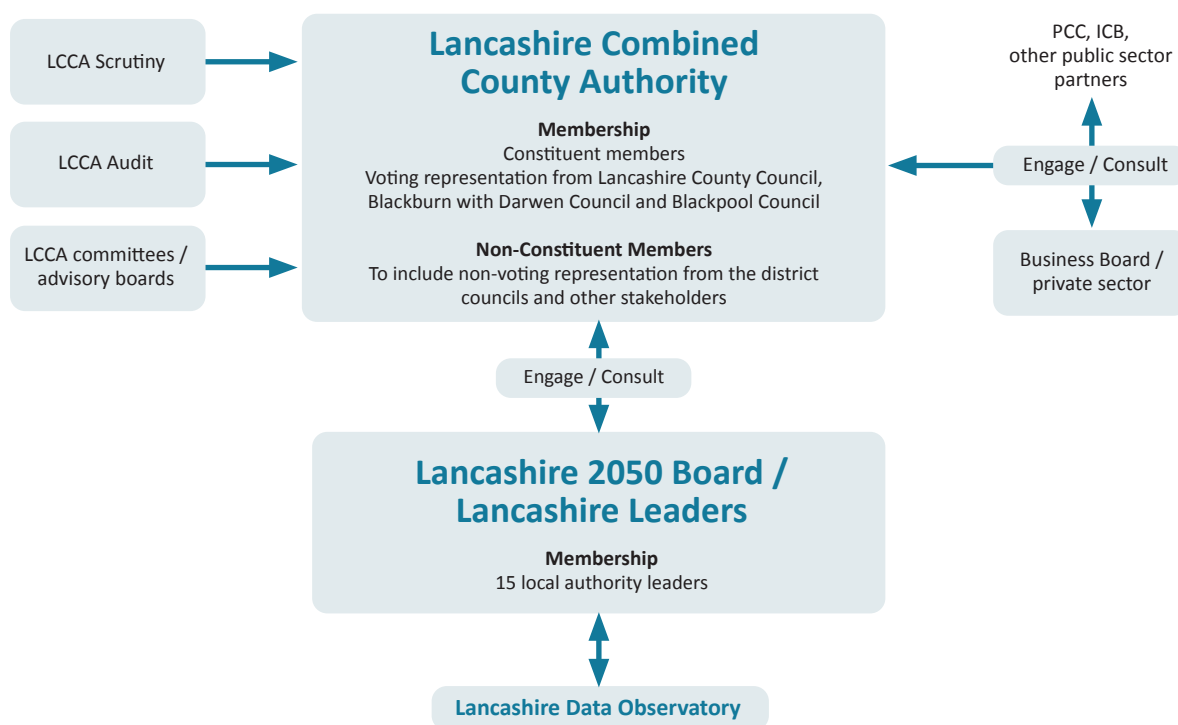 LCCA Scrutiny
LCCA Audit
LCCA committees /
advisory boards
Lancashire Combined
County Authority
Membership
Constituent members
Voting representation from Lancashire County Council,
Blackburn with Darwen Council and Blackpool Council
Non-Constituent Members
To include non-voting representation from the district
councils and other stakeholders
PCC, ICB,
other public sector
partners
Engage / Consult
Business Board /
private sector
Engage / Consult
Lancashire 2050 Board /
Lancashire Leaders
Membership
15 local authority leaders
Lancashire Data Observatory